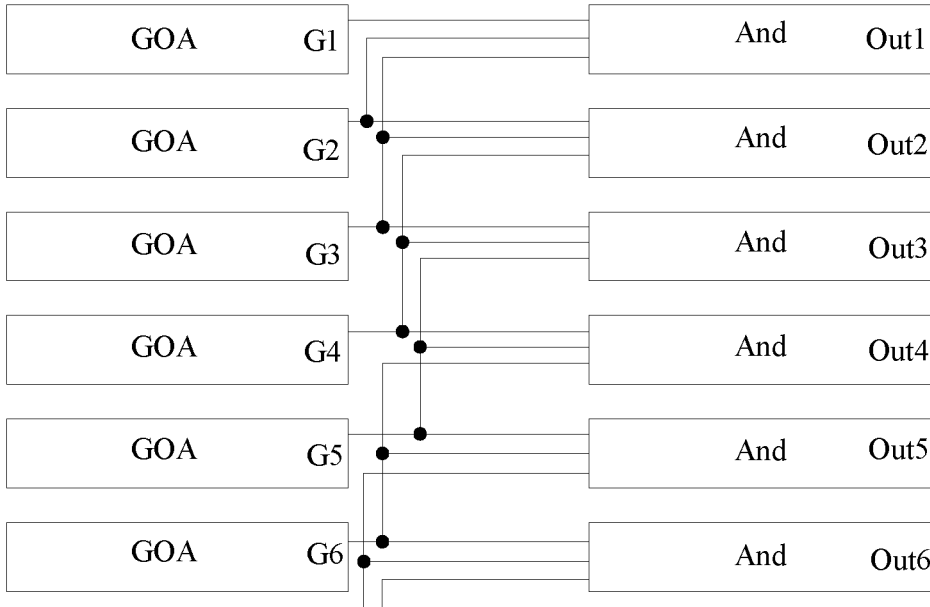 GOA G1 And Out1
GOA G2 And Out2
GOA G3 And Out3
GOA G4 And Out4
GOA G5 And Out5
GOA G6 And Out6